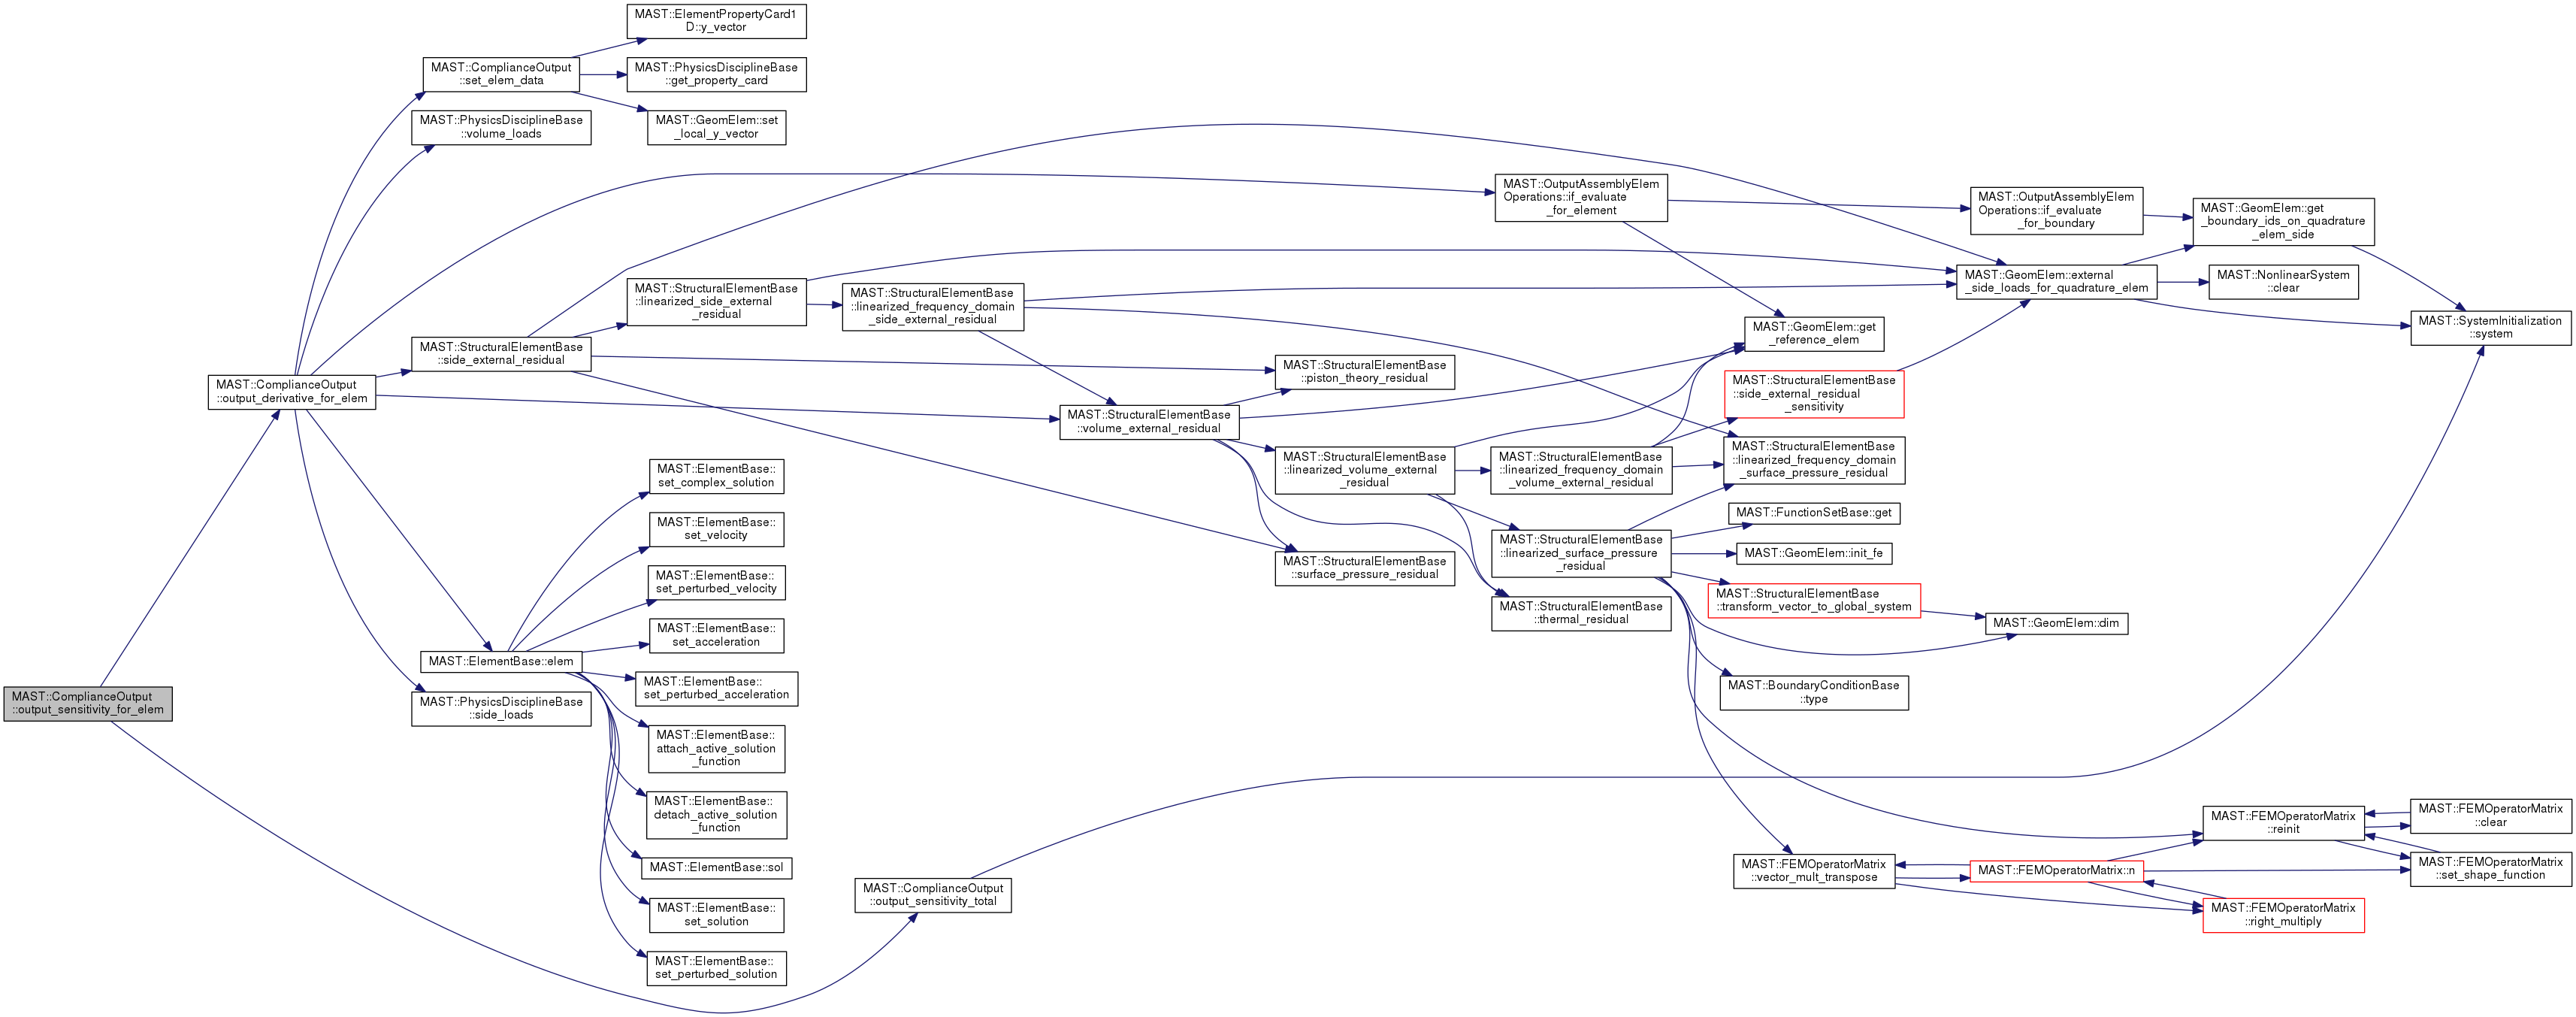 MAST::ComplianceOutput
::output_sensitivity_for_elem
MAST::ComplianceOutput
::output_derivative_for_elem
MAST::ComplianceOutput
::set_elem_data
MAST::ElementPropertyCard1
D::y_vector
MAST::PhysicsDisciplineBase
::get_property_card
MAST::GeomElem::set
_local_y_vector
MAST::PhysicsDisciplineBase
::volume_loads
MAST::StructuralElementBase
::side_external_residual
MAST::StructuralElementBase
::linearized_side_external
_residual
MAST::StructuralElementBase
::linearized_frequency_domain
_side_external_residual
MAST::StructuralElementBase
::volume_external_residual
MAST::StructuralElementBase
::piston_theory_residual
MAST::StructuralElementBase
::linearized_volume_external
_residual
MAST::StructuralElementBase
::surface_pressure_residual
MAST::OutputAssemblyElem
Operations::if_evaluate
_for_element
MAST::StructuralElementBase
::linearized_frequency_domain
_volume_external_residual
MAST::StructuralElementBase
::linearized_surface_pressure
_residual
MAST::StructuralElementBase
::thermal_residual
MAST::GeomElem::get
_reference_elem
MAST::StructuralElementBase
::side_external_residual
_sensitivity
MAST::StructuralElementBase
::linearized_frequency_domain
_surface_pressure_residual
MAST::FunctionSetBase::get
MAST::GeomElem::init_fe
MAST::StructuralElementBase
::transform_vector_to_global_system
MAST::BoundaryConditionBase
::type
MAST::FEMOperatorMatrix
::vector_mult_transpose
MAST::OutputAssemblyElem
Operations::if_evaluate
_for_boundary
MAST::GeomElem::external
_side_loads_for_quadrature_elem
MAST::GeomElem::dim
MAST::FEMOperatorMatrix::n
MAST::GeomElem::get
_boundary_ids_on_quadrature
_elem_side
MAST::NonlinearSystem
::clear
MAST::SystemInitialization
::system
MAST::FEMOperatorMatrix
::reinit
MAST::FEMOperatorMatrix
::right_multiply
MAST::FEMOperatorMatrix
::clear
MAST::FEMOperatorMatrix
::set_shape_function
MAST::ElementBase::elem
MAST::PhysicsDisciplineBase
::side_loads
MAST::ElementBase::
set_complex_solution
MAST::ElementBase::
set_velocity
MAST::ElementBase::
set_perturbed_velocity
MAST::ElementBase::
set_acceleration
MAST::ElementBase::
set_perturbed_acceleration
MAST::ElementBase::
attach_active_solution
_function
MAST::ElementBase::
detach_active_solution
_function
MAST::ElementBase::sol
MAST::ElementBase::
set_solution
MAST::ElementBase::
set_perturbed_solution
MAST::ComplianceOutput
::output_sensitivity_total